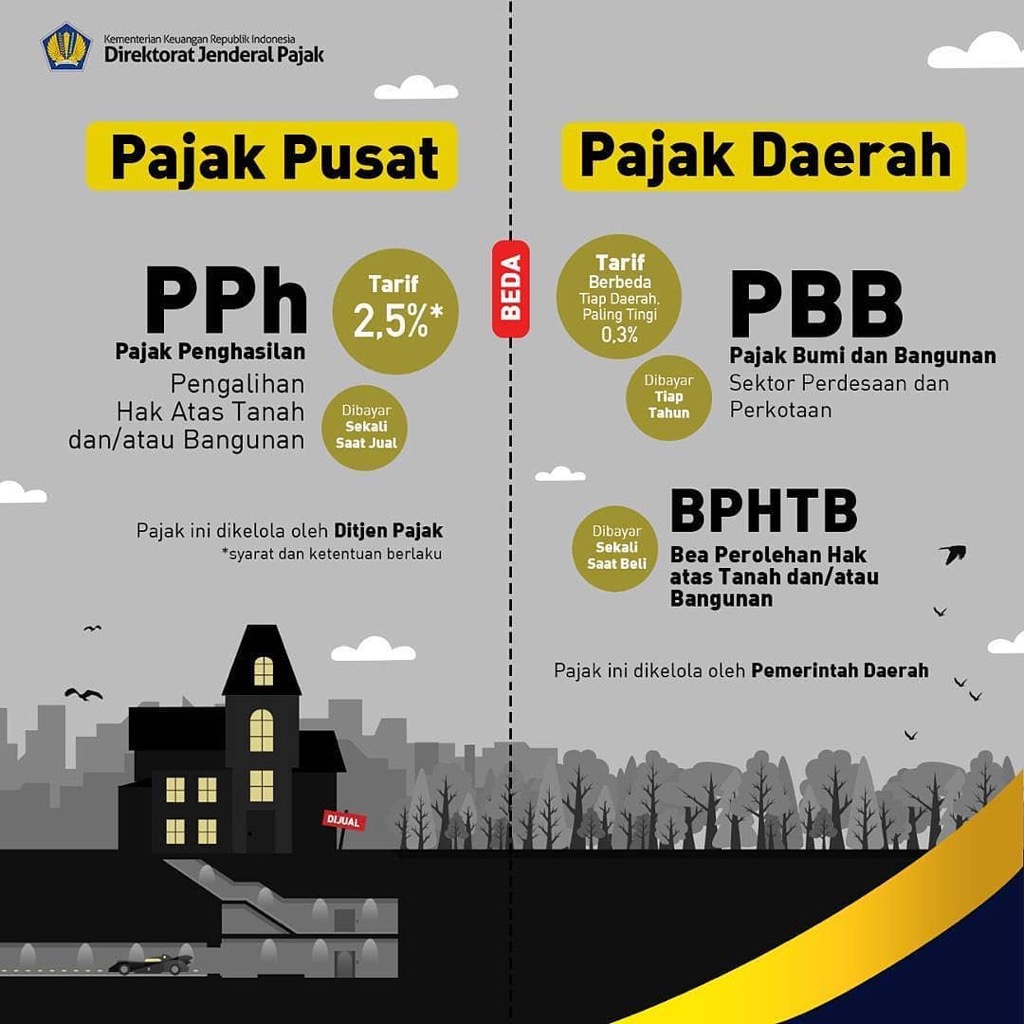 Kementerian Keuangan Republik Indonesia
Direktorat Jenderal Pajak
Pajak Pusat
PPh
Pajak Penghasilan
Pengalihan
Hak Atas Tanah
dan/atau Bangunan
Tarif
2,5%*
Dibayar
Sekali
Saat Jual
Pajak ini dikelola oleh Ditjen Pajak
*syarat dan ketentuan berlaku
DIJUAL
BEDA
Pajak Daerah
Tarif
Berbeda
Tiap Daerah,
Paling Tingi
0,3%
Dibayar
Tiap
Tahun
PBB
Pajak Bumi dan Bangunan
Sektor Perdesaan dan
Perkotaan
Dibayar
Sekali
Saat Beli
BPHTB
Bea Perolehan Hak
atas Tanah dan/atau
Bangunan
Pajak ini dikelola oleh Pemerintah Daerah